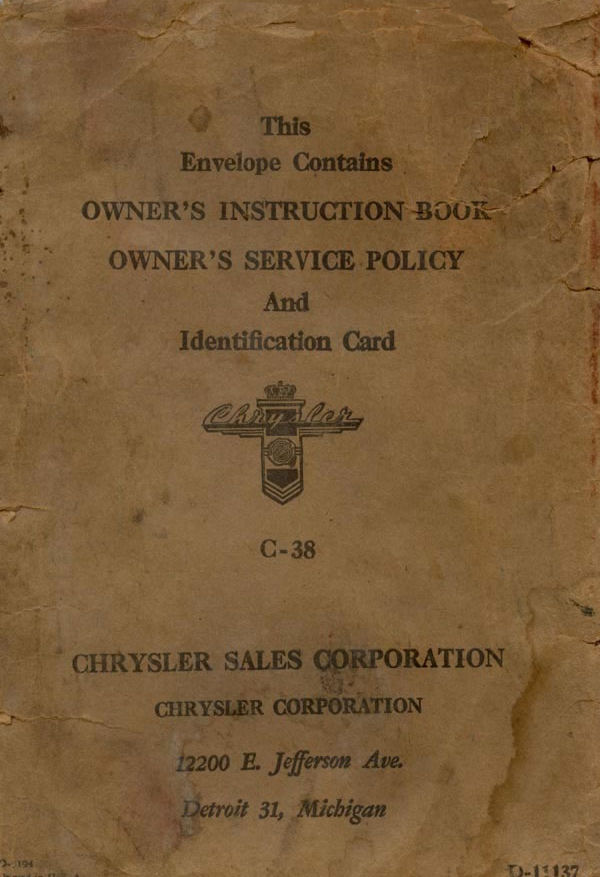 This
Envelope Contains
OWNER'S INSTRUCTION BOOK
OWNER'S SERVICE POLICY
And
Identification Card
Chrysler
C-38
CHRYSLER SALES CORPORATION
CHRYSLER CORPORATION
12200 E. Jefferson Ave.
Detroit 31, Michigan
D-11137